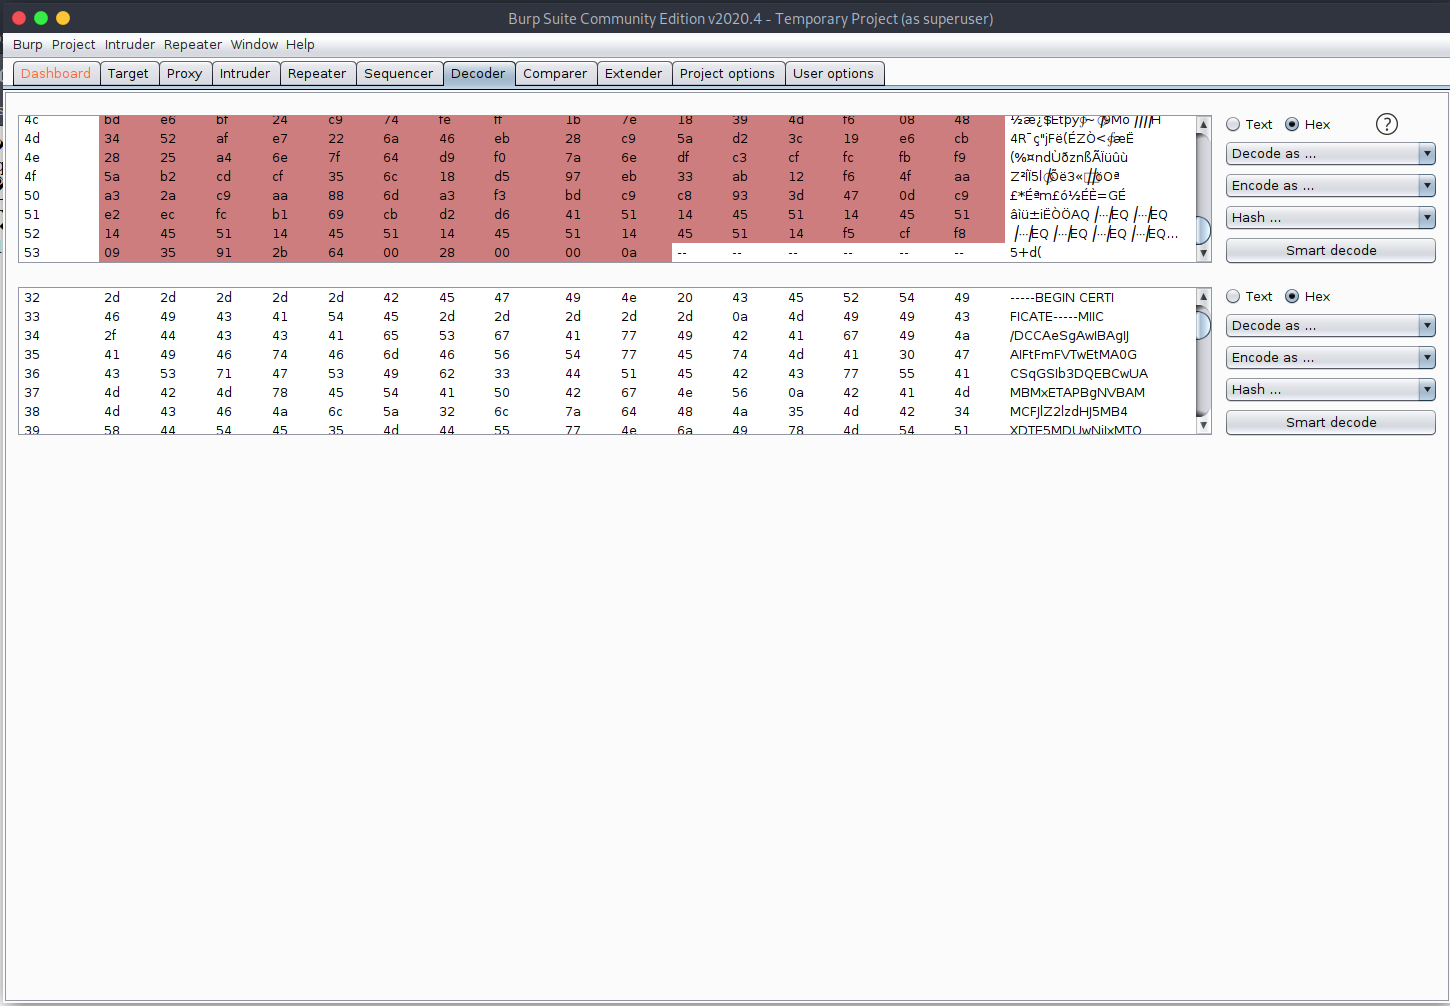 Burp Suite Community Edition v2020.4 - Temporary Project (as superuser)
Burp Project Intruder Repeater Window Help
Dashboard Target Proxy Intruder Repeater Sequencer Decoder Comparer Extender Project options User options
4c bd e6 bf 24 c9 74 fe ff 1b 7e 18 39 4d f6 08 48
4d 34 52 af e7 22 6a 46 eb 28 c9 5a d2 3c 19 e6 cb 4R¯ç"jFë(ÉZÒ<æË
4e 28 25 a4 6e 7f 64 d9 f0 7a 6e df c3 cf fc fb f9 (%¤ndÙðznßÃÏüûù
4f 5a b2 cd cf 35 6c 18 d5 97 eb 33 ab 12 f6 4f aa
50 a3 2a c9 aa 88 6d a3 f3 bd c9 c8 93 3d 47 0d c9 £*Éªm£ó½ÉÈ=GÉ
51 e2 ec fc b1 69 cb d2 d6 41 51 14 45 51 14 45 51 âìü±iËÒÖAQ EQ EQ
52 14 45 51 14 45 51 14 45 51 14 45 51 14 f5 cf f8 EQ EQ EQ EQ...
53 09 35 91 2b 64 00 28 00 00 0a -- -- -- -- -- -- 5+d(
Text Hex ?
Decode as ...
Encode as ...
Hash ...
Smart decode
32 2d 2d 2d 2d 2d 42 45 47 49 4e 20 43 45 52 54 49 -----BEGIN CERTI
33 46 49 43 41 54 45 2d 2d 2d 2d 2d 0a 4d 49 49 43 FICATE-----MIIC
34 2f 44 43 43 41 65 53 67 41 77 49 42 41 67 49 4a /DCCAeSgAwIBAgIJ
35 41 49 46 74 46 6d 46 56 54 77 45 74 4d 41 30 47 AIFtFmFVTwEtMA0G
36 43 53 71 47 53 49 62 33 44 51 45 42 43 77 55 41 CSqGSIb3DQEBCwUA
37 4d 42 4d 78 45 54 41 50 42 67 4e 56 0a 42 41 4d MBMxETAPBgNVBAM
38 4d 43 46 4a 6c 5a 32 6c 7a 64 48 4a 35 4d 42 34 MCFJlZ2lzdHJ5MB4
39 58 44 54 45 35 4d 44 55 77 4e 6a 49 78 4d 54 51 XDTE5MDUwNjIxMTQ
Text Hex
Decode as ...
Encode as ...
Hash ...
Smart decode